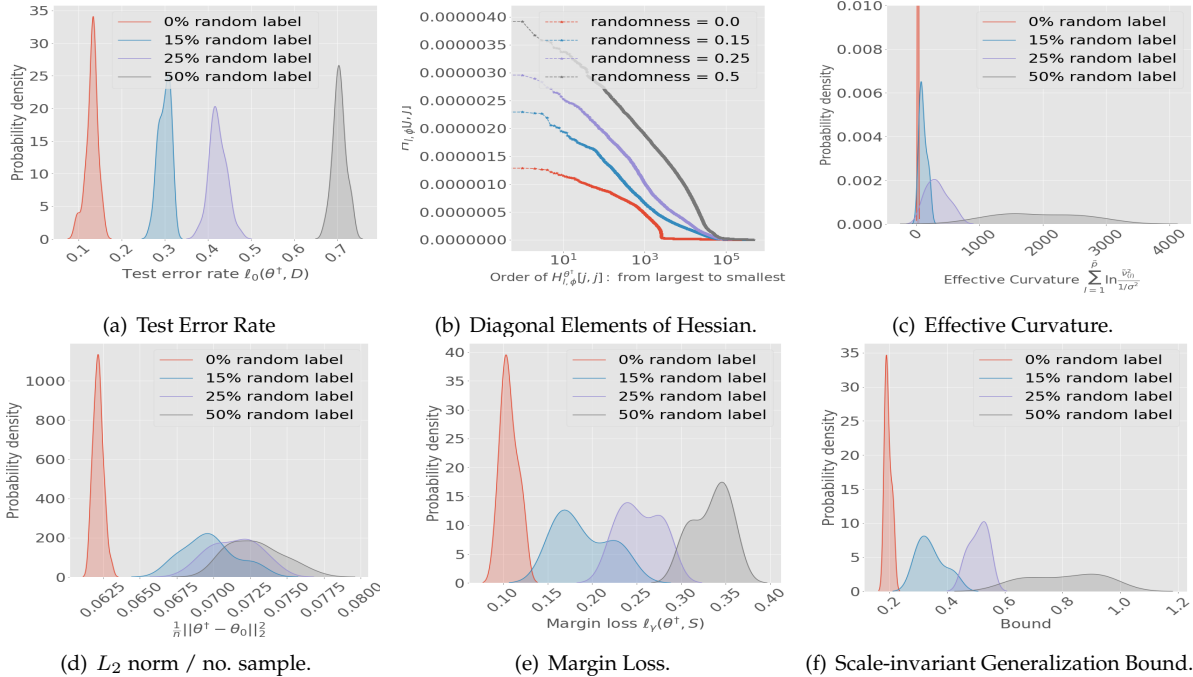 35
30
25
20
15
10
5
0
Probability density
0% random label
15% random label
25% random label
50% random label
0.1
0.2
0.3
0.4
0.5
0.6
0.7
Test error rate ℓ₀(θ†, D)
(a) Test Error Rate
0.0000040
0.0000035
0.0000030
0.0000025
0.0000020
0.0000015
0.0000010
0.0000005
0.0000000
randomness = 0.0
randomness = 0.15
randomness = 0.25
randomness = 0.5
10¹
10³
10⁵
Order of H_{l,ϕ}^{θ†}[j, j]: from largest to smallest
(b) Diagonal Elements of Hessian.
0.010
0.008
0.006
0.004
0.002
0.000
Probability density
0% random label
15% random label
25% random label
50% random label
0
1000
2000
3000
4000
Effective Curvature
(c) Effective Curvature.
1000
800
600
400
200
0
Probability density
0% random label
15% random label
25% random label
50% random label
0.0625
0.0650
0.0675
0.0700
0.0725
0.0750
0.0775
0.0800
1/n ||θ† − θ₀||₂²
(d) L₂ norm / no. sample.
40
35
30
25
20
15
10
5
0
Probability density
0% random label
15% random label
25% random label
50% random label
0.10
0.15
0.20
0.25
0.30
0.35
0.40
Margin loss ℓγ(θ†, S)
(e) Margin Loss.
35
30
25
20
15
10
5
0
Probability density
0% random label
15% random label
25% random label
50% random label
0.2
0.4
0.6
0.8
1.0
1.2
Bound
(f) Scale-invariant Generalization Bound.